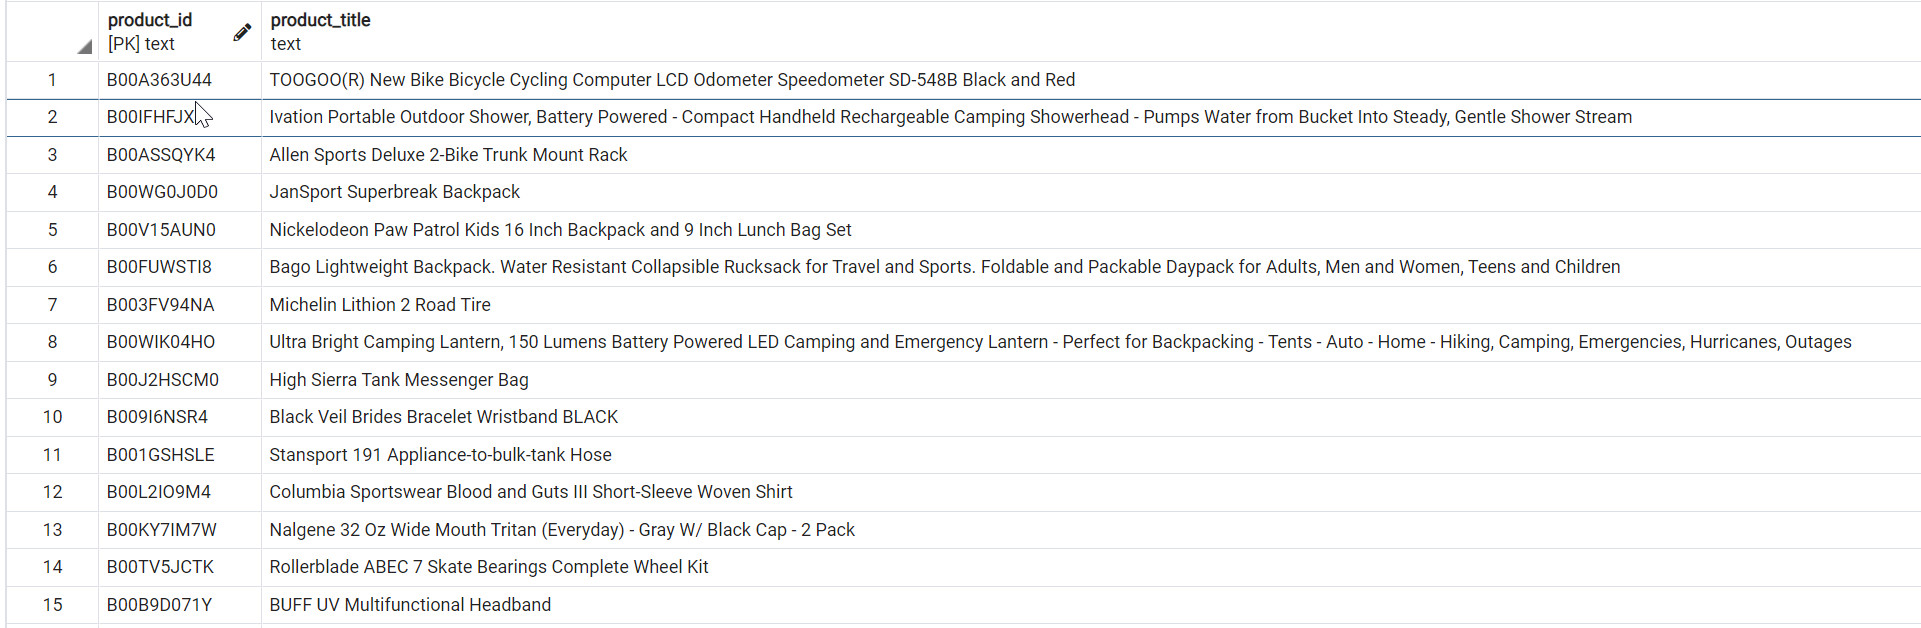 product_id product_title
[PK] text text
1 B00A363U44 TOOGOO(R) New Bike Bicycle Cycling Computer LCD Odometer Speedometer SD-548B Black and Red
2 Ivation Portable Outdoor Shower, Battery Powered - Compact Handheld Rechargeable Camping Showerhead - Pumps Water from Bucket Into Steady, Gentle Shower Stream
3 B00ASSQYK4 Allen Sports Deluxe 2-Bike Trunk Mount Rack
4 B00WG0J0D0 JanSport Superbreak Backpack
5 B00V15AUN0 Nickelodeon Paw Patrol Kids 16 Inch Backpack and 9 Inch Lunch Bag Set
6 B00FUWSTI8 Bago Lightweight Backpack. Water Resistant Collapsible Rucksack for Travel and Sports. Foldable and Packable Daypack for Adults, Men and Women, Teens and Children
7 B003FV94NA Michelin Lithion 2 Road Tire
8 B00WIK04HO Ultra Bright Camping Lantern, 150 Lumens Battery Powered LED Camping and Emergency Lantern - Perfect for Backpacking - Tents - Auto - Home - Hiking, Camping, Emergencies, Hurricanes, Outages
9 B00J2HSCM0 High Sierra Tank Messenger Bag
10 B009I6NSR4 Black Veil Brides Bracelet Wristband BLACK
11 B001GSHSLE Stansport 191 Appliance-to-bulk-tank Hose
12 B00L2IO9M4 Columbia Sportswear Blood and Guts III Short-Sleeve Woven Shirt
13 B00KY7IM7W Nalgene 32 Oz Wide Mouth Tritan (Everyday) - Gray W/ Black Cap - 2 Pack
14 B00TV5JCTK Rollerblade ABEC 7 Skate Bearings Complete Wheel Kit
15 B00B9D071Y BUFF UV Multifunctional Headband